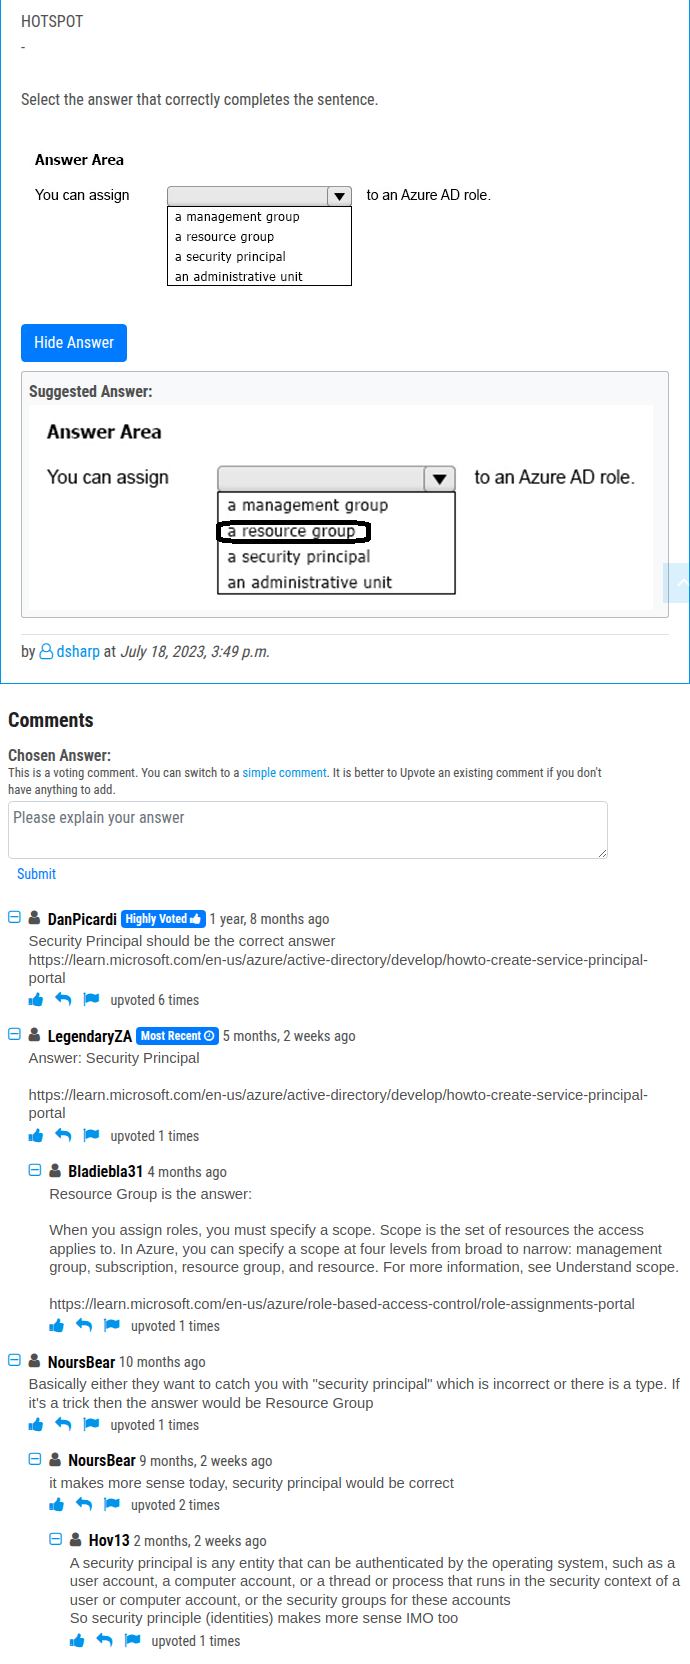 HOTSPOT
-
Select the answer that correctly completes the sentence.
Answer Area
You can assign
to an Azure AD role.
a management group
a resource group
a security principal
an administrative unit
Hide Answer
Suggested Answer:
Answer Area
You can assign
to an Azure AD role.
a management group
a resource group
a security principal
an administrative unit
by dsharp at July 18, 2023, 3:49 p.m.
Comments
Chosen Answer:
This is a voting comment. You can switch to a simple comment. It is better to Upvote an existing comment if you don't
have anything to add.
Please explain your answer
Submit
DanPicardi Highly Voted 1 year, 8 months ago
Security Principal should be the correct answer
https://learn.microsoft.com/en-us/azure/active-directory/develop/howto-create-service-principal-
portal
upvoted 6 times
LegendaryZA Most Recent 5 months, 2 weeks ago
Answer: Security Principal
https://learn.microsoft.com/en-us/azure/active-directory/develop/howto-create-service-principal-
portal
upvoted 1 times
Bladiebla31 4 months ago
Resource Group is the answer:
When you assign roles, you must specify a scope. Scope is the set of resources the access
applies to. In Azure, you can specify a scope at four levels from broad to narrow: management
group, subscription, resource group, and resource. For more information, see Understand scope.
https://learn.microsoft.com/en-us/azure/role-based-access-control/role-assignments-portal
upvoted 1 times
NoursBear 10 months ago
Basically either they want to catch you with "security principal" which is incorrect or there is a type. If
it's a trick then the answer would be Resource Group
upvoted 1 times
NoursBear 9 months, 2 weeks ago
it makes more sense today, security principal would be correct
upvoted 2 times
Hov13 2 months, 2 weeks ago
A security principal is any entity that can be authenticated by the operating system, such as a
user account, a computer account, or a thread or process that runs in the security context of a
user or computer account, or the security groups for these accounts
So security principle (identities) makes more sense IMO too
upvoted 1 times